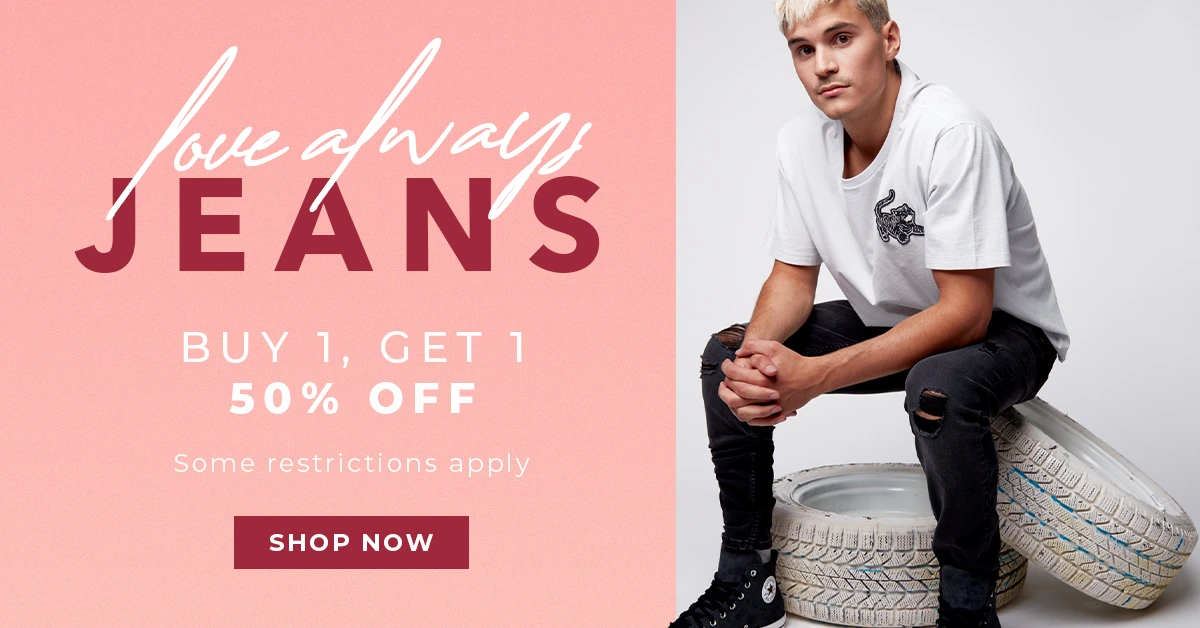 love always
JEANS
BUY 1, GET 1
50% OFF
Some restrictions apply
SHOP NOW